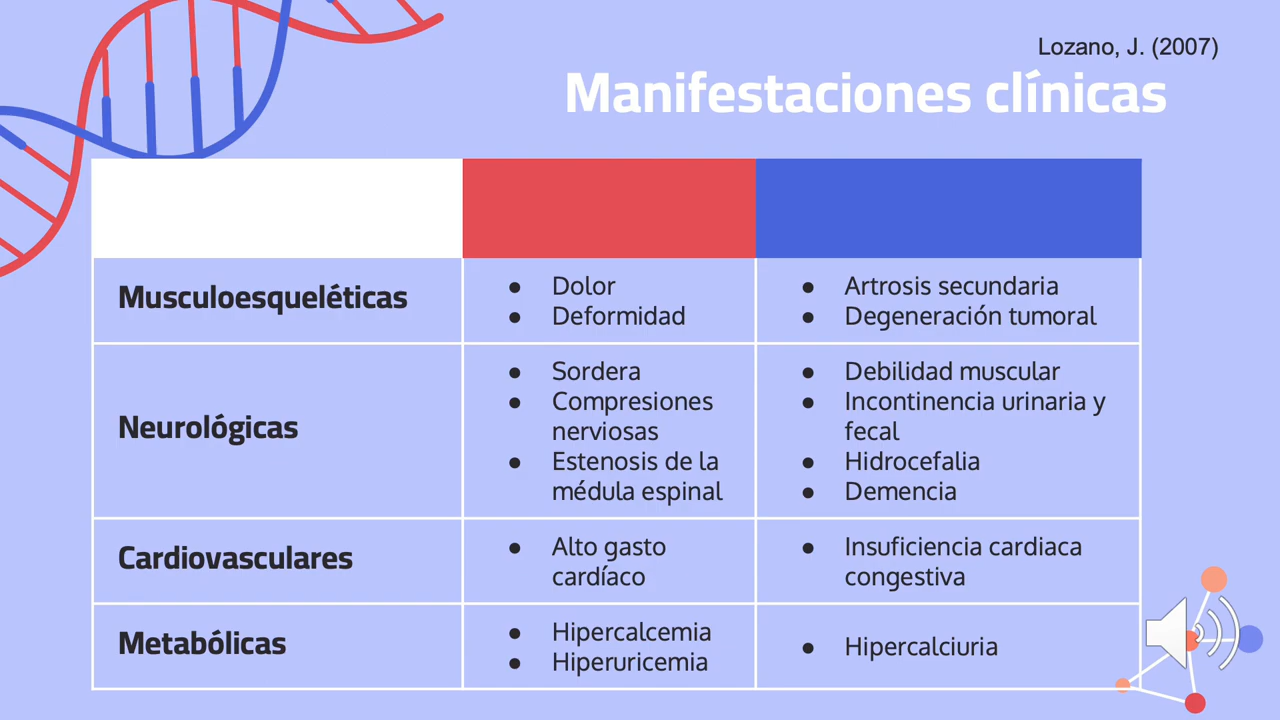 Lozano, J. (2007)
Manifestaciones clínicas
Musculoesqueléticas
● Dolor
● Deformidad
● Artrosis secundaria
● Degeneración tumoral
Neurológicas
● Sordera
● Compresiones
nerviosas
● Estenosis de la
médula espinal
● Debilidad muscular
● Incontinencia urinaria y
fecal
● Hidrocefalia
● Demencia
Cardiovasculares
● Alto gasto
cardíaco
● Insuficiencia cardiaca
congestiva
Metabólicas
● Hipercalcemia
● Hiperuricemia
● Hipercalciuria